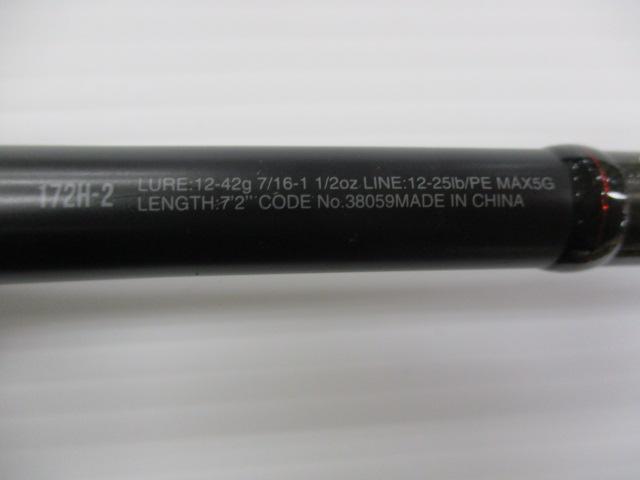 172H-2
LURE:12-42g 7/16-1 1/2oz LINE:12-25lb/PE MAX5G
LENGTH:7'2" CODE No.38059MADE IN CHINA